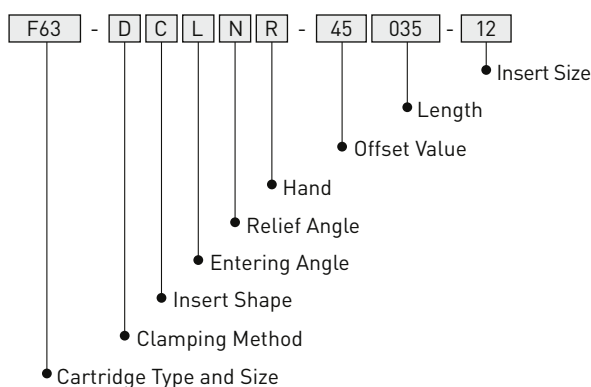 F63 - D C L N R - 45 035 - 12
Insert Size
Length
Offset Value
Hand
Relief Angle
Entering Angle
Insert Shape
Clamping Method
Cartridge Type and Size